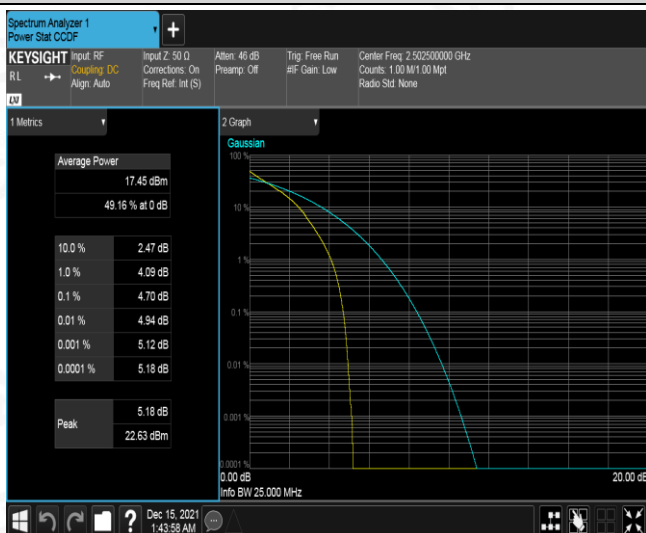 Spectrum Analyzer 1
Power Stat CCDF
+
KEYSIGHT
Input: RF
Input Z: 50 Ω
Atten: 46 dB
Trig: Free Run
Center Freq: 2.502500000 GHz
R L
Coupling: DC
Corrections: On
Preamp: Off
#IF Gain: Low
Counts: 1.00 M/1.00 Mpt
Align: Auto
Freq Ref: Int (S)
Radio Std: None
LXI
1 Metrics
Average Power
17.45 dBm
49.16 % at 0 dB
10.0 % 2.47 dB
1.0 % 4.09 dB
0.1 % 4.70 dB
0.01 % 4.94 dB
0.001 % 5.12 dB
0.0001 % 5.18 dB
Peak
5.18 dB
22.63 dBm
2 Graph
Gaussian
100 %
10 %
1 %
0.1 %
0.01 %
0.001 %
0.0001 %
0.00 dB
20.00 dB
Info BW 25.000 MHz
?
Dec 15, 2021
1:43:58 AM